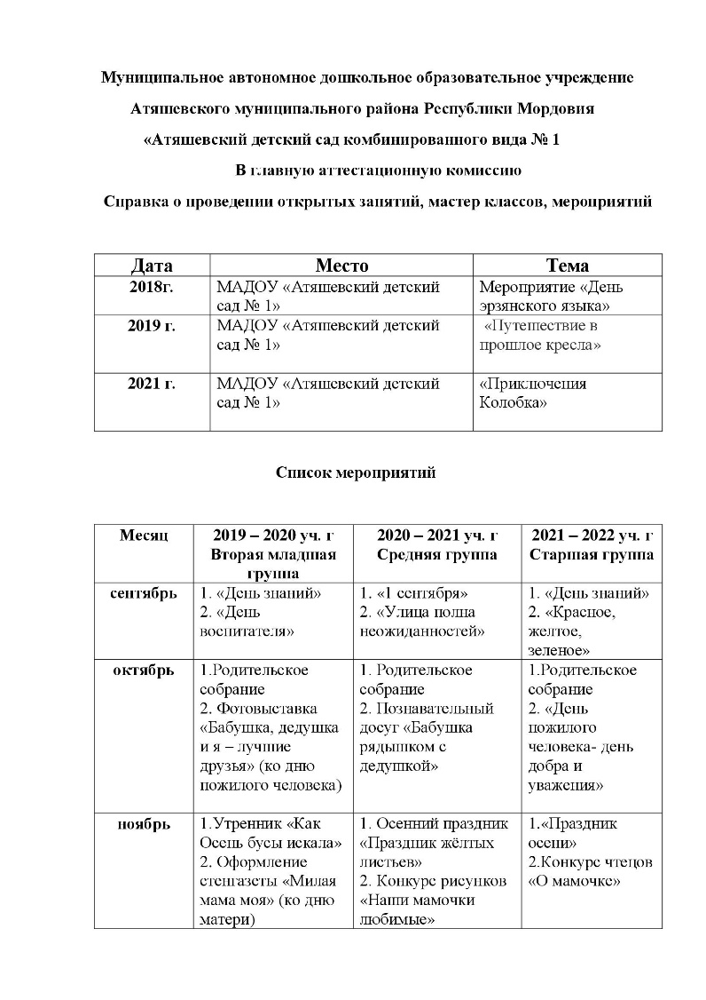 Муниципальное автономное дошкольное образовательное учреждение
Атяшевского муниципального района Республики Мордовия
«Атяшевский детский сад комбинированного вида № 1
В главную аттестационную комиссию
Справка о проведении открытых занятий, мастер классов, мероприятий
Дата Место Тема
2018г. МАДОУ «Атяшевский детский сад № 1» Мероприятие «День эрзянского языка»
2019 г. МАДОУ «Атяшевский детский сад № 1» «Путешествие в прошлое кресла»
2021 г. МАДОУ «Атяшевский детский сад № 1» «Приключения Колобка»
Список мероприятий
Месяц
2019 – 2020 уч. г
Вторая младшая
группа
2020 – 2021 уч. г
Средняя группа
2021 – 2022 уч. г
Старшая группа
сентябрь
1. «День знаний»
2. «День
воспитателя»
1. «1 сентября»
2. «Улица полна
неожиданностей»
1. «День знаний»
2. «Красное,
желтое,
зеленое»
октябрь
1.Родительское
собрание
2. Фотовыставка
«Бабушка, дедушка
и я – лучшие
друзья» (ко дню
пожилого человека)
1. Родительское
собрание
2. Познавательный
досуг «Бабушка
рядышком с
дедушкой»
1.Родительское
собрание
2. «День
пожилого
человека- день
добра и
уважения»
ноябрь
1.Утренник «Как
Осень бусы искала»
2. Оформление
стенгазеты «Милая
мама моя» (ко дню
матери)
1. Осенний праздник
«Праздник жёлтых
листьев»
2. Конкурс рисунков
«Наши мамочки
любимые»
1.«Праздник
осени»
2.Конкурс чтецов
«О мамочке»